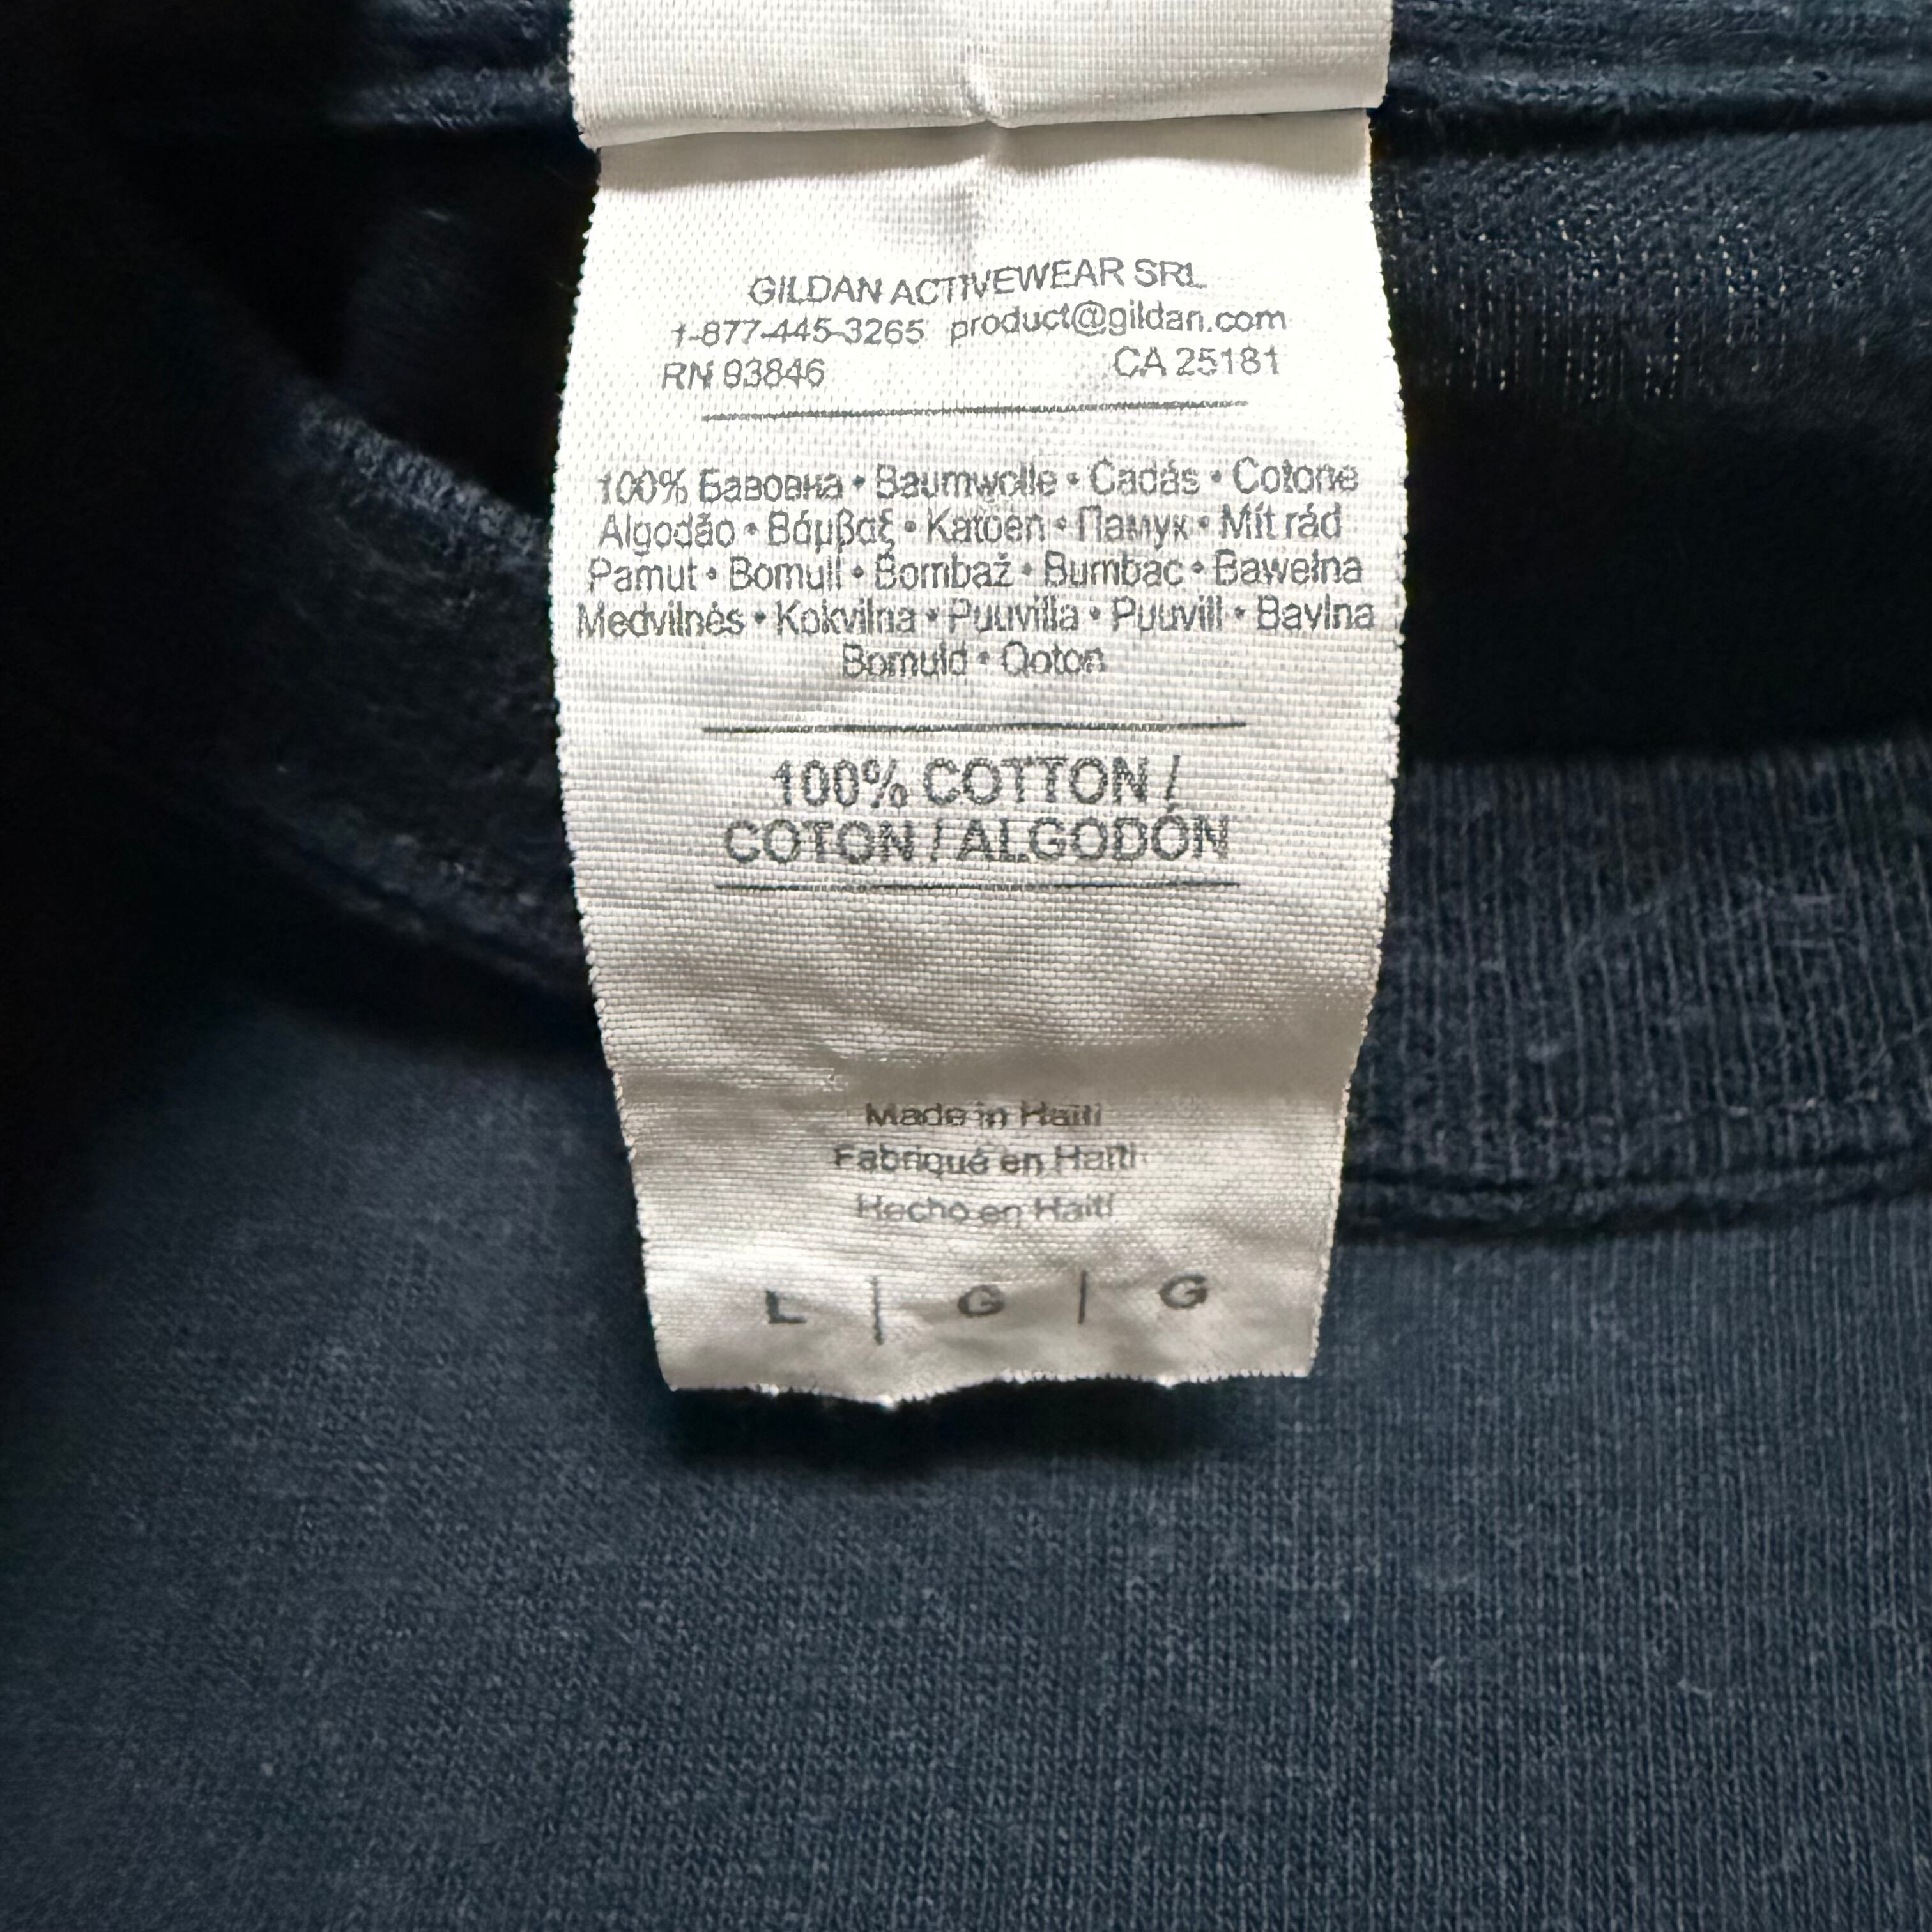 GILDAN ACTIVEWEAR SRL
1-877-445-3265 product@gildan.com
RN 93846 CA 25181
100% Бавовна • Baumwolle • Cadás • Cotone
Algodão • Βάμβαξ • Katoen • Памук • Mít rád
Pamut • Bomull • Bombaž • Bumbac • Bawełna
Medvilnės • Kokvilna • Puuvilla • Puuvill • Bavlna
Bomuld • Qoton
100% COTTON /
COTON / ALGODÓN
Made in Haiti
Fabriqué en Haïti
Hecho en Haití
L | G | G